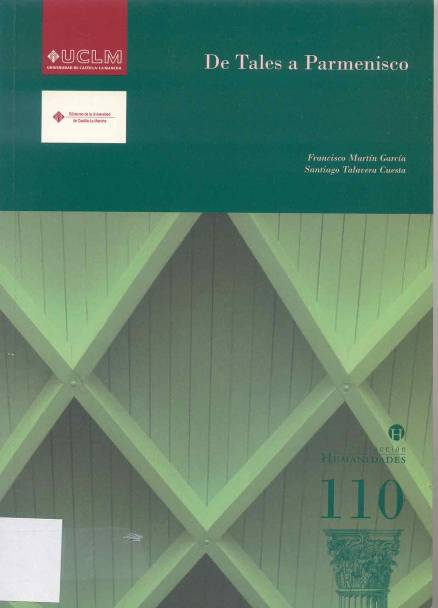 UCLM
UNIVERSIDAD DE CASTILLA-LA MANCHA
De Tales a Parmenisco
Ediciones de la Universidad
de Castilla-La Mancha
Francisco Martín García
Santiago Talavera Cuesta
H
colección
HUMANIDADES
110